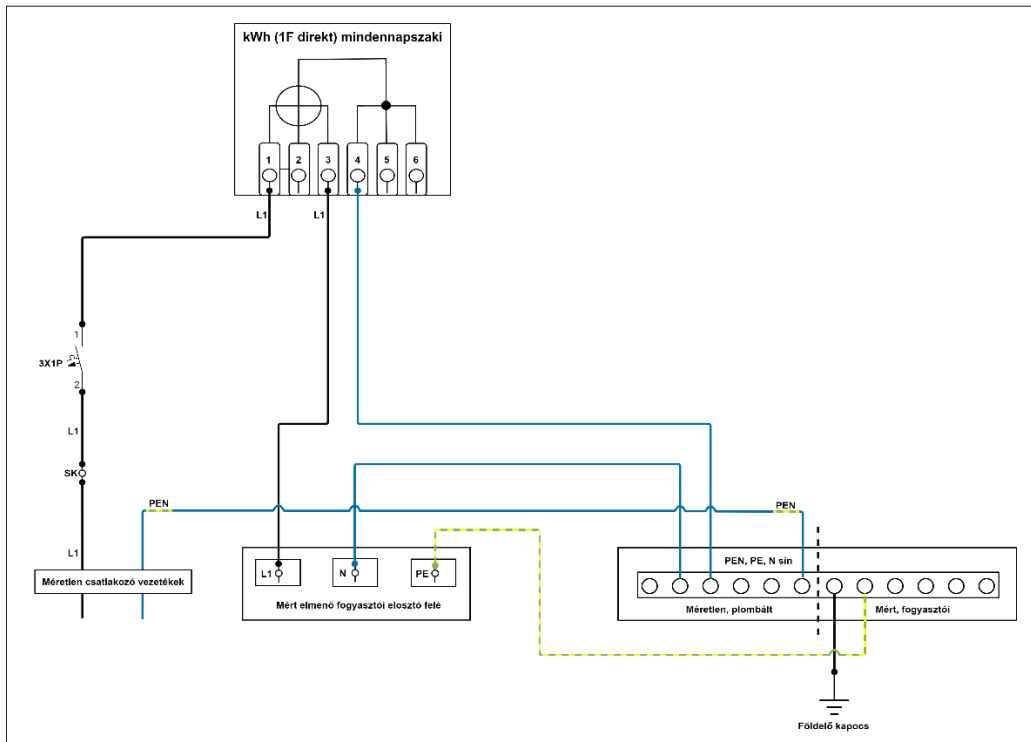 kWh (1F direkt) mindennapszaki
1 2 3 4 5 6
L1 L1
1
3X1P
2
L1
SK
PEN PEN
L1
PEN, PE, N sín
L1 N PE
Méretlen csatlakozó vezetékek
Mért elmenő fogyasztói elosztó felé
Méretlen, plombált Mért, fogyasztói
Földelő kapocs